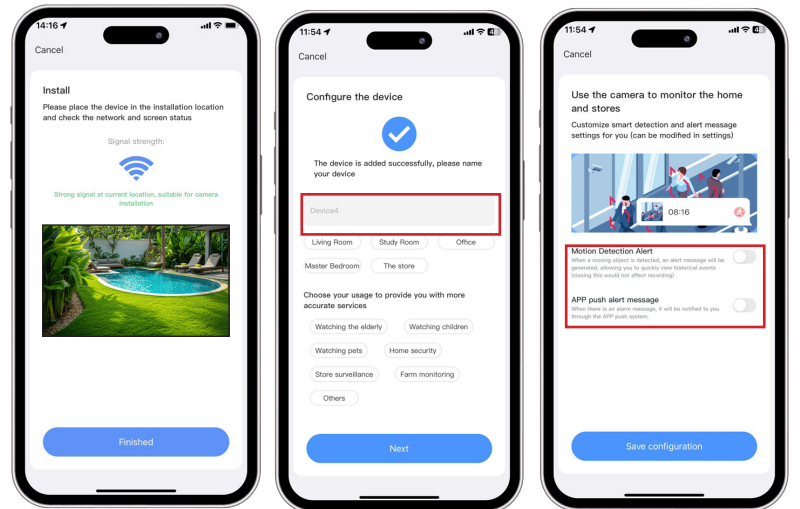 14:16
Cancel
Install
Please place the device in the installation location
and check the network and screen status
Signal strength:
Strong signal at current location, suitable for camera
installation
Finished
11:54
Cancel
Configure the device
The device is added successfully, please name
your device
Device4
Living Room
Study Room
Office
Master Bedroom
The store
Choose your usage to provide you with more
accurate services
Watching the elderly
Watching children
Watching pets
Home security
Store surveillance
Farm monitoring
Others
Next
11:54
Cancel
Use the camera to monitor the home
and stores
Customize smart detection and alert message
settings for you (can be modified in settings)
08:16
Motion Detection Alert
When a moving object is detected, an alert message will be
generated, allowing you to quickly view historical events
(closing this would not affect recording)
APP push alert message
When there is an alarm message, it will be notified to you
through the APP push system.
Save configuration